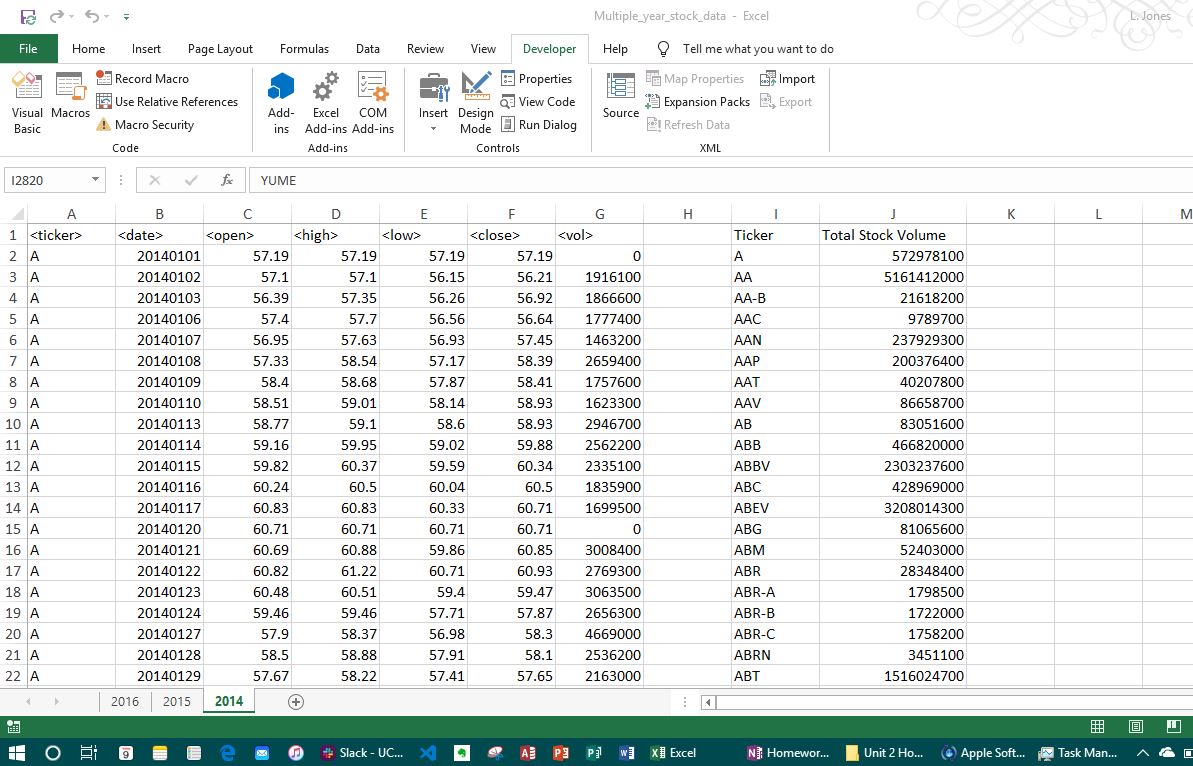 Multiple_year_stock_data - Excel L. Jones
File Home Insert Page Layout Formulas Data Review View Developer Help Tell me what you want to do
Visual Basic
Macros
Record Macro
Use Relative References
Macro Security
Code
Add-ins
Excel Add-ins
COM Add-ins
Add-ins
Insert
Design Mode
Properties
View Code
Run Dialog
Controls
Source
Map Properties
Expansion Packs
Refresh Data
Import
Export
XML
I2820 fx YUME
A B C D E F G H I J K L M
1 <ticker> <date> <open> <high> <low> <close> <vol> Ticker Total Stock Volume
2 A 20140101 57.19 57.19 57.19 57.19 0 A 572978100
3 A 20140102 57.1 57.1 56.15 56.21 1916100 AA 5161412000
4 A 20140103 56.39 57.35 56.26 56.92 1866600 AA-B 21618200
5 A 20140106 57.4 57.7 56.56 56.64 1777400 AAC 9789700
6 A 20140107 56.95 57.63 56.93 57.45 1463200 AAN 237929300
7 A 20140108 57.33 58.54 57.17 58.39 2659400 AAP 200376400
8 A 20140109 58.4 58.68 57.87 58.41 1757600 AAT 40207800
9 A 20140110 58.51 59.01 58.14 58.93 1623300 AAV 86658700
10 A 20140113 58.77 59.1 58.6 58.93 2946700 AB 83051600
11 A 20140114 59.16 59.95 59.02 59.88 2562200 ABB 466820000
12 A 20140115 59.82 60.37 59.59 60.34 2335100 ABBV 2303237600
13 A 20140116 60.24 60.5 60.04 60.5 1835900 ABC 428969000
14 A 20140117 60.83 60.83 60.33 60.71 1699500 ABEV 3208014300
15 A 20140120 60.71 60.71 60.71 60.71 0 ABG 81065600
16 A 20140121 60.69 60.88 59.86 60.85 3008400 ABM 52403000
17 A 20140122 60.82 61.22 60.71 60.93 2769300 ABR 28348400
18 A 20140123 60.48 60.51 59.4 59.47 3063500 ABR-A 1798500
19 A 20140124 59.46 59.46 57.71 57.87 2656300 ABR-B 1722000
20 A 20140127 57.9 58.37 56.98 58.3 4669000 ABR-C 1758200
21 A 20140128 58.5 58.88 57.91 58.1 2536200 ABRN 3451100
22 A 20140129 57.67 58.22 57.41 57.65 2163000 ABT 1516024700
2016 2015 2014
9 Slack - UC... Excel Homewor... Unit 2 Ho... Apple Soft... Task Man...